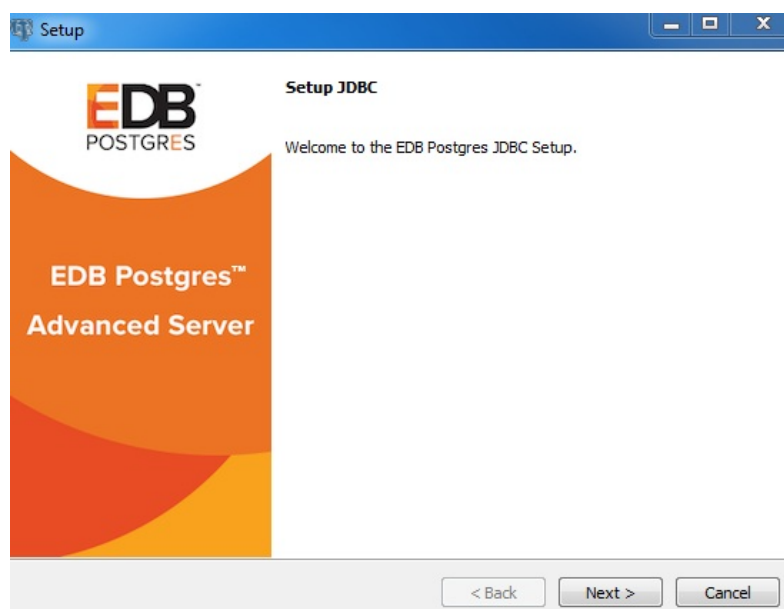 Setup
EDB
POSTGRES
EDB Postgres™
Advanced Server
Setup JDBC
Welcome to the EDB Postgres JDBC Setup.
< Back
Next >
Cancel